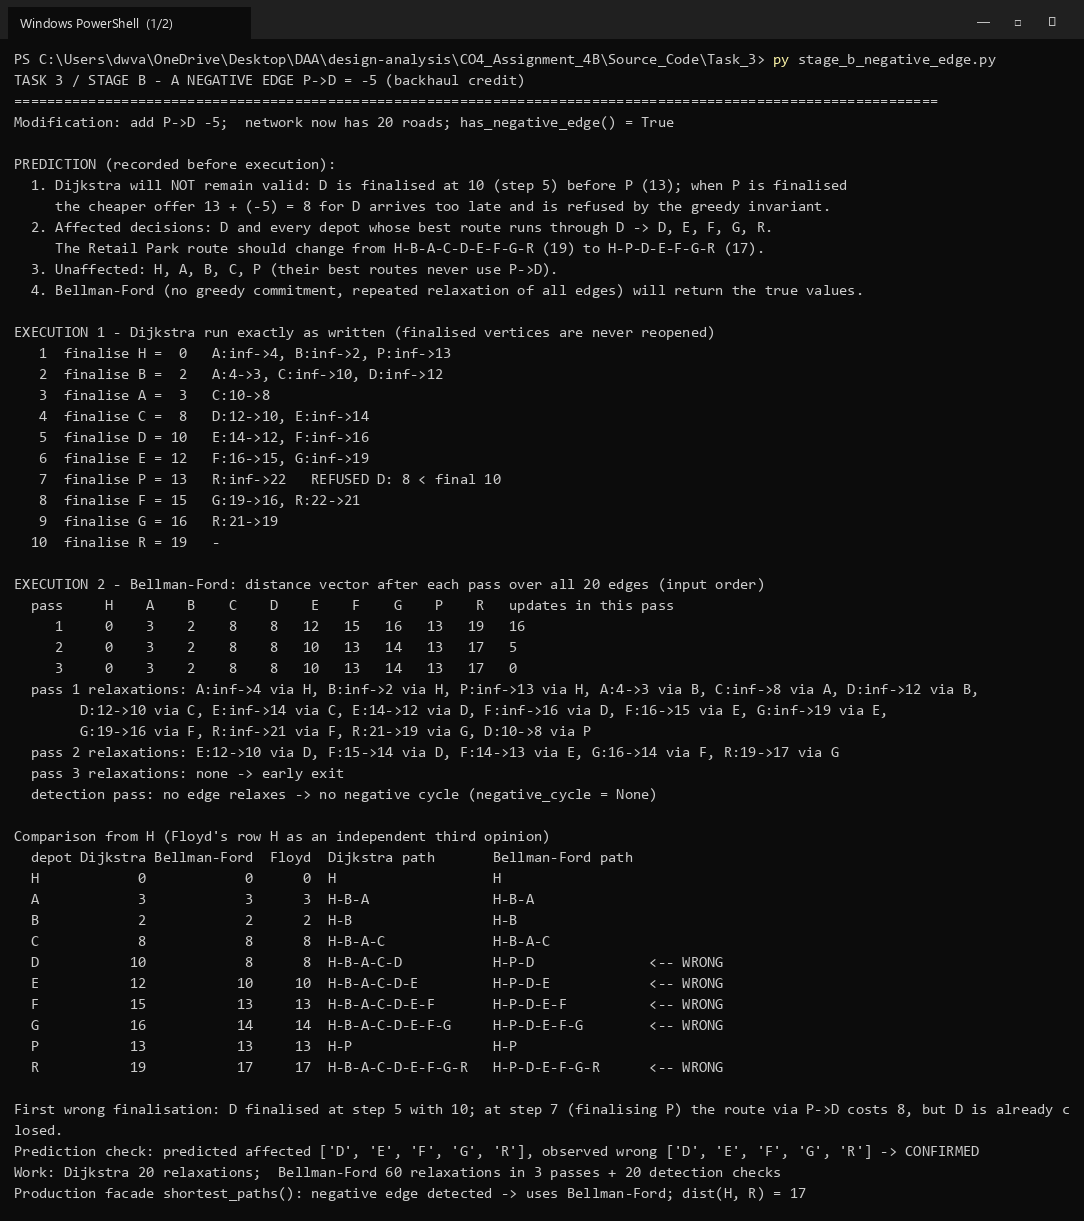 Windows PowerShell  (1/2)
PS C:\Users\dwva\OneDrive\Desktop\DAA\design-analysis\CO4_Assignment_4B\Source_Code\Task_3> py stage_b_negative_edge.py
TASK 3 / STAGE B - A NEGATIVE EDGE P->D = -5 (backhaul credit)
================================================================================================================
Modification: add P->D -5;  network now has 20 roads; has_negative_edge() = True

PREDICTION (recorded before execution):
  1. Dijkstra will NOT remain valid: D is finalised at 10 (step 5) before P (13); when P is finalised
     the cheaper offer 13 + (-5) = 8 for D arrives too late and is refused by the greedy invariant.
  2. Affected decisions: D and every depot whose best route runs through D -> D, E, F, G, R.
     The Retail Park route should change from H-B-A-C-D-E-F-G-R (19) to H-P-D-E-F-G-R (17).
  3. Unaffected: H, A, B, C, P (their best routes never use P->D).
  4. Bellman-Ford (no greedy commitment, repeated relaxation of all edges) will return the true values.

EXECUTION 1 - Dijkstra run exactly as written (finalised vertices are never reopened)
   1  finalise H =  0   A:inf->4, B:inf->2, P:inf->13
   2  finalise B =  2   A:4->3, C:inf->10, D:inf->12
   3  finalise A =  3   C:10->8
   4  finalise C =  8   D:12->10, E:inf->14
   5  finalise D = 10   E:14->12, F:inf->16
   6  finalise E = 12   F:16->15, G:inf->19
   7  finalise P = 13   R:inf->22   REFUSED D: 8 < final 10
   8  finalise F = 15   G:19->16, R:22->21
   9  finalise G = 16   R:21->19
  10  finalise R = 19   -

EXECUTION 2 - Bellman-Ford: distance vector after each pass over all 20 edges (input order)
  pass     H    A    B    C    D    E    F    G    P    R   updates in this pass
     1     0    3    2    8    8   12   15   16   13   19   16
     2     0    3    2    8    8   10   13   14   13   17   5
     3     0    3    2    8    8   10   13   14   13   17   0
  pass 1 relaxations: A:inf->4 via H, B:inf->2 via H, P:inf->13 via H, A:4->3 via B, C:inf->8 via A, D:inf->12 via B,
        D:12->10 via C, E:inf->14 via C, E:14->12 via D, F:inf->16 via D, F:16->15 via E, G:inf->19 via E,
        G:19->16 via F, R:inf->21 via F, R:21->19 via G, D:10->8 via P
  pass 2 relaxations: E:12->10 via D, F:15->14 via D, F:14->13 via E, G:16->14 via F, R:19->17 via G
  pass 3 relaxations: none -> early exit
  detection pass: no edge relaxes -> no negative cycle (negative_cycle = None)

Comparison from H (Floyd's row H as an independent third opinion)
  depot Dijkstra Bellman-Ford  Floyd  Dijkstra path       Bellman-Ford path
  H            0            0      0  H                   H
  A            3            3      3  H-B-A               H-B-A
  B            2            2      2  H-B                 H-B
  C            8            8      8  H-B-A-C             H-B-A-C
  D           10            8      8  H-B-A-C-D           H-P-D              <-- WRONG
  E           12           10     10  H-B-A-C-D-E         H-P-D-E            <-- WRONG
  F           15           13     13  H-B-A-C-D-E-F       H-P-D-E-F          <-- WRONG
  G           16           14     14  H-B-A-C-D-E-F-G     H-P-D-E-F-G        <-- WRONG
  P           13           13     13  H-P                 H-P
  R           19           17     17  H-B-A-C-D-E-F-G-R   H-P-D-E-F-G-R      <-- WRONG

First wrong finalisation: D finalised at step 5 with 10; at step 7 (finalising P) the route via P->D costs 8, but D is already c
losed.
Prediction check: predicted affected ['D', 'E', 'F', 'G', 'R'], observed wrong ['D', 'E', 'F', 'G', 'R'] -> CONFIRMED
Work: Dijkstra 20 relaxations;  Bellman-Ford 60 relaxations in 3 passes + 20 detection checks
Production facade shortest_paths(): negative edge detected -> uses Bellman-Ford; dist(H, R) = 17